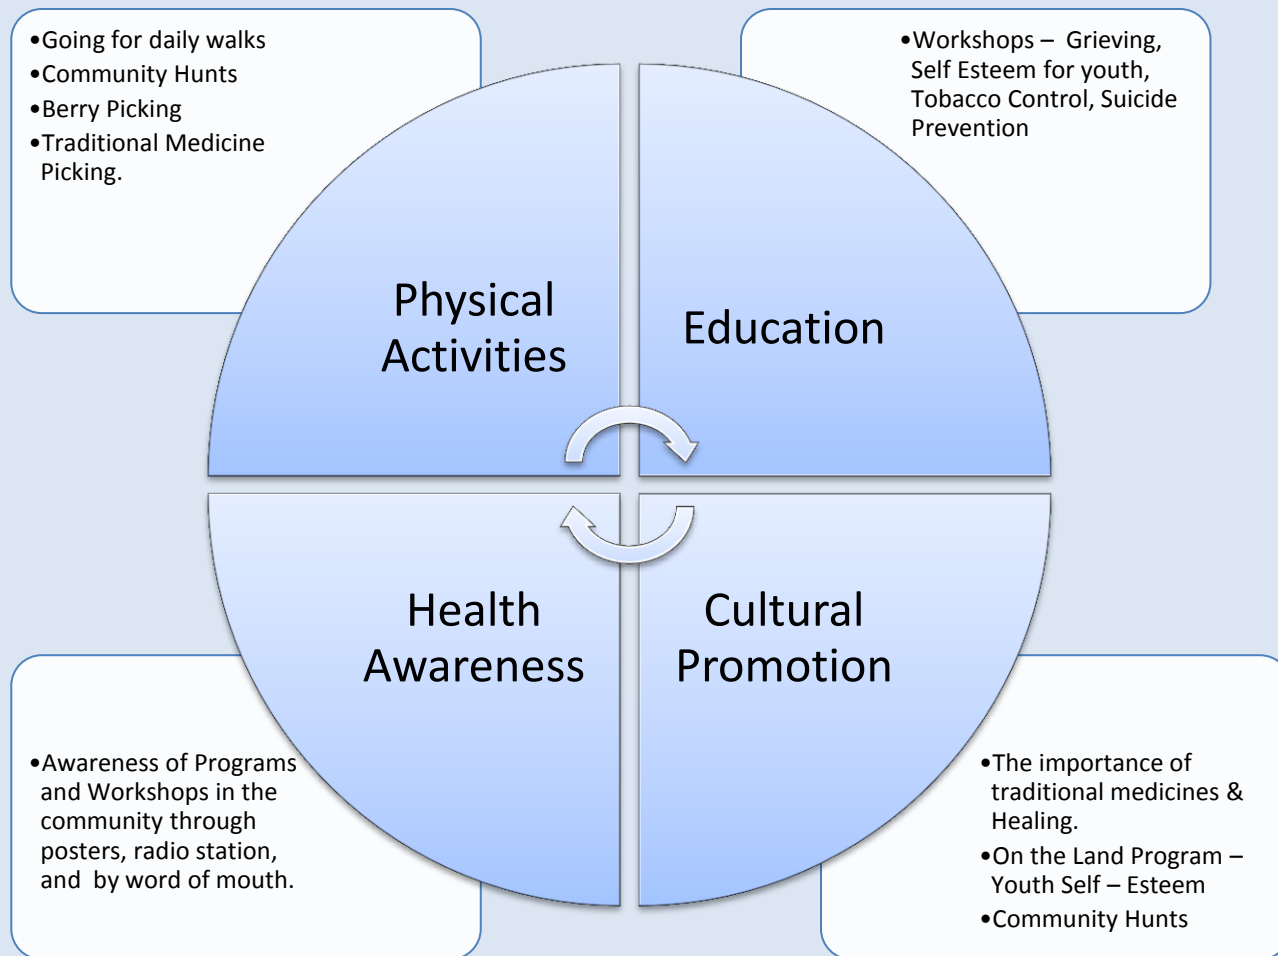 •Going for daily walks
•Community Hunts
•Berry Picking
•Traditional Medicine
Picking.
•Workshops – Grieving,
Self Esteem for youth,
Tobacco Control, Suicide
Prevention
Physical
Activities
Education
Health
Awareness
Cultural
Promotion
•Awareness of Programs
and Workshops in the
community through
posters, radio station,
and by word of mouth.
•The importance of
traditional medicines &
Healing.
•On the Land Program –
Youth Self – Esteem
•Community Hunts